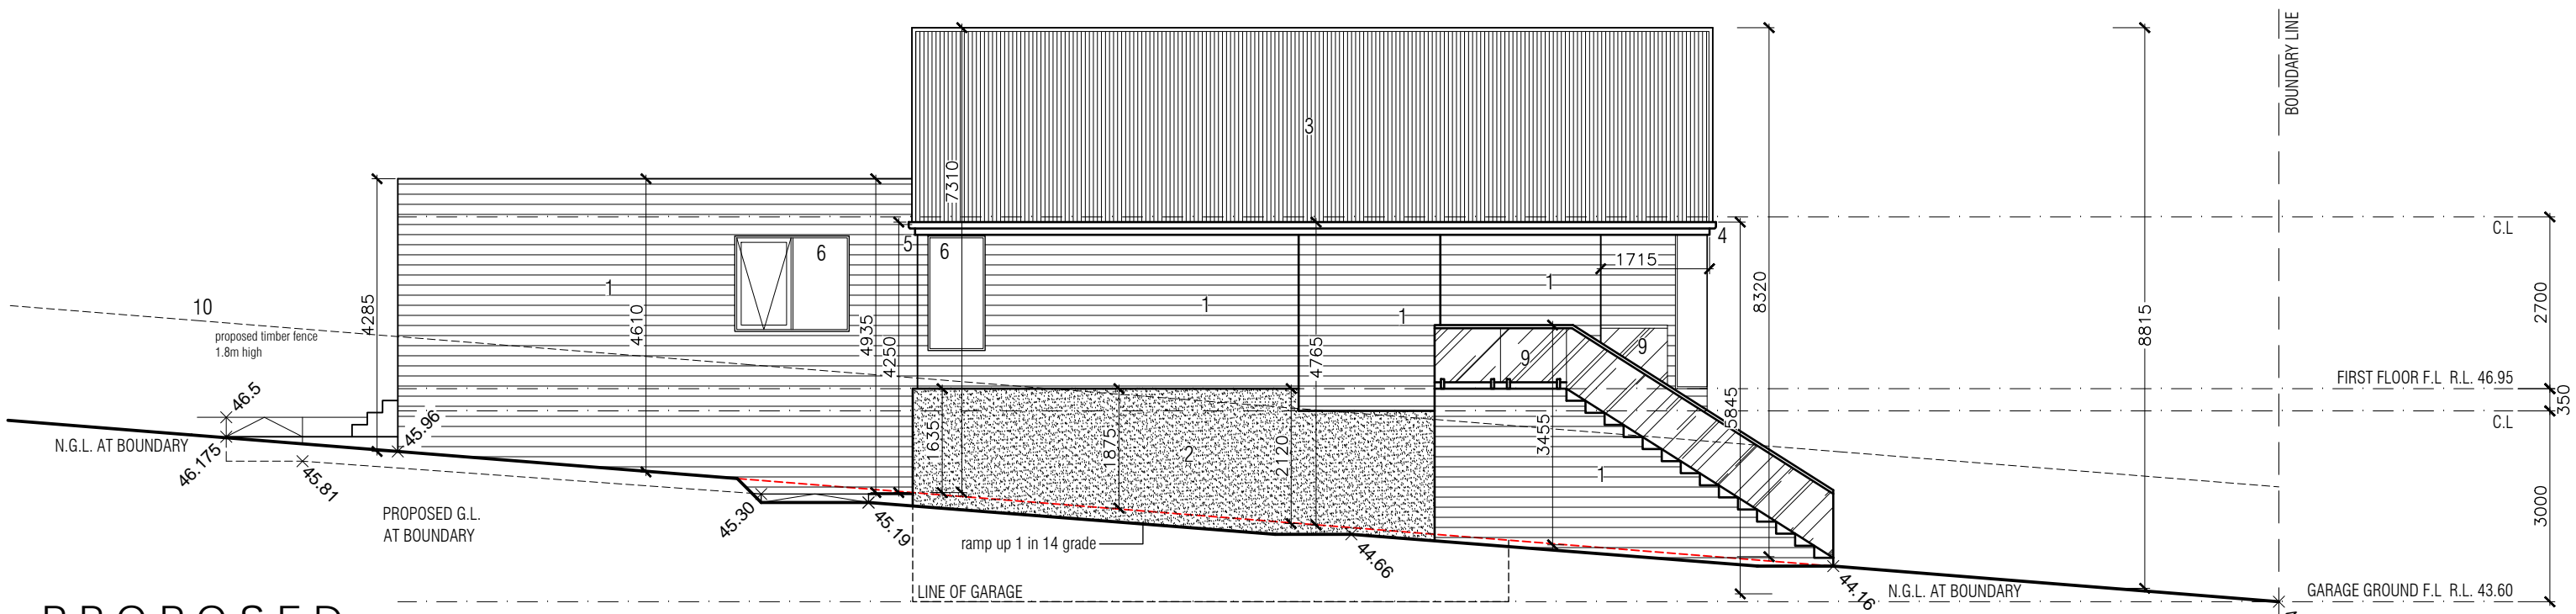 BOUNDARY LINE
3
7310
8320
8815
C.L
5
6
6
4
1715
1
1
1
1
10
proposed timber fence
1.8m high
4285
4610
4935
4250
4765
2700
9
9
FIRST FLOOR F.L  R.L. 46.95
350
C.L
46.5
45.96
N.G.L. AT BOUNDARY
46.175
45.81
1635
1875
2
2120
3455
5845
1
3000
PROPOSED G.L.
AT BOUNDARY
45.30
45.19
ramp up 1 in 14 grade
44.66
44.16
LINE OF GARAGE
N.G.L. AT BOUNDARY
GARAGE GROUND F.L  R.L. 43.60
PROPOSED